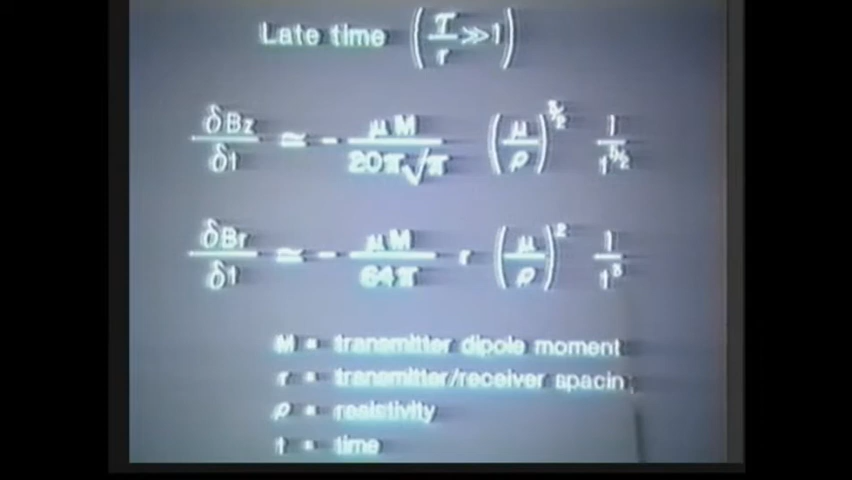 Late time (τ/r ≫ 1)
δBz/δt ≃ - μM/20π√π (μ/ρ)^3/2 1/t^5/2
δBr/δt ≃ - μM/64π r (μ/ρ)^2 1/t^3
M = transmitter dipole moment
r = transmitter/receiver spacin
ρ = resistivity
t = time